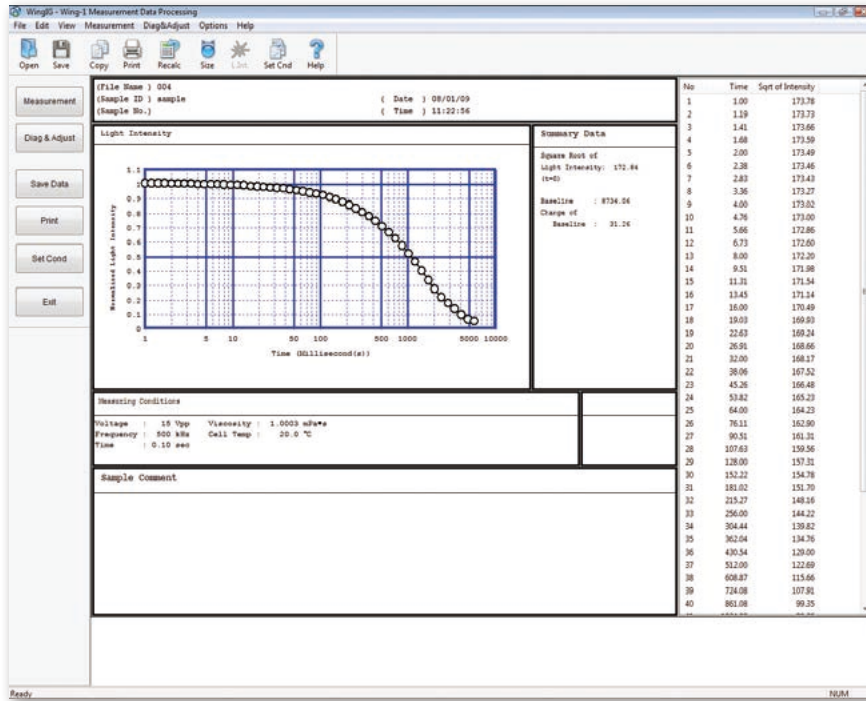 WingIG - Wing-1 Measurement Data Processing
File Edit View Measurement Diag&Adjust Options Help
Open Save Copy Print Recalc Size L.Int. Set Cnd Help
Measurement
Diag & Adjust
Save Data
Print
Set Cond
Exit
(File Name ) 004
(Sample ID ) sample ( Date ) 08/01/09
(Sample No.) ( Time ) 11:22:56
Light Intensity
Normalized Light Intensity
1.1
1
0.9
0.8
0.7
0.6
0.5
0.4
0.3
0.2
0.1
0
1 5 10 50 100 500 1000 5000 10000
Time (Millisecond(s))
Summary Data
Square Root of
Light Intensity: 172.84
(t=0)
Baseline : 8734.06
Change of
Baseline : 31.26
Measuring Conditions
Voltage : 15 Vpp Viscosity : 1.0003 mPa*s
Frequency : 500 kHz Cell Temp : 20.0 °C
Time : 0.10 sec
Sample Comment
No Time Sqrt of Intensity
1 1.00 173.78
2 1.19 173.73
3 1.41 173.66
4 1.68 173.59
5 2.00 173.49
6 2.38 173.46
7 2.83 173.43
8 3.36 173.27
9 4.00 173.02
10 4.76 173.00
11 5.66 172.86
12 6.73 172.60
13 8.00 172.20
14 9.51 171.98
15 11.31 171.54
16 13.45 171.14
17 16.00 170.49
18 19.03 169.93
19 22.63 169.24
20 26.91 168.66
21 32.00 168.17
22 38.06 167.52
23 45.26 166.48
24 53.82 165.23
25 64.00 164.23
26 76.11 162.90
27 90.51 161.31
28 107.63 159.56
29 128.00 157.31
30 152.22 154.78
31 181.02 151.70
32 215.27 148.16
33 256.00 144.22
34 304.44 139.82
35 362.04 134.76
36 430.54 129.00
37 512.00 122.69
38 608.87 115.66
39 724.08 107.91
40 861.08 99.35
Ready
NUM